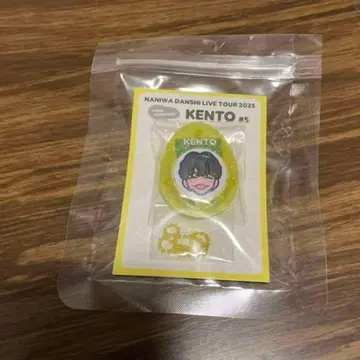 NANIWA DANSHI LIVE TOUR 2025
KENTO #5
KENTO